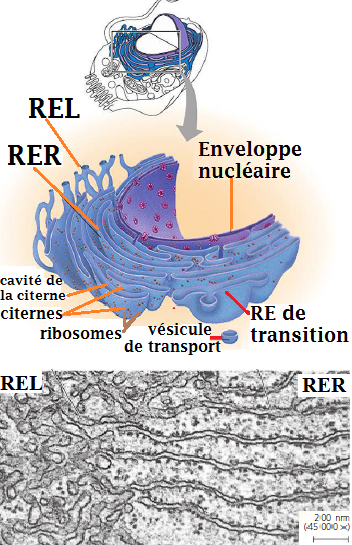 REL
RER
Enveloppe
nucléaire
cavité de
la citerne
citernes
ribosomes
vésicule
de transport
RE de
transition
REL
RER
200 nm
(45 000 ×)